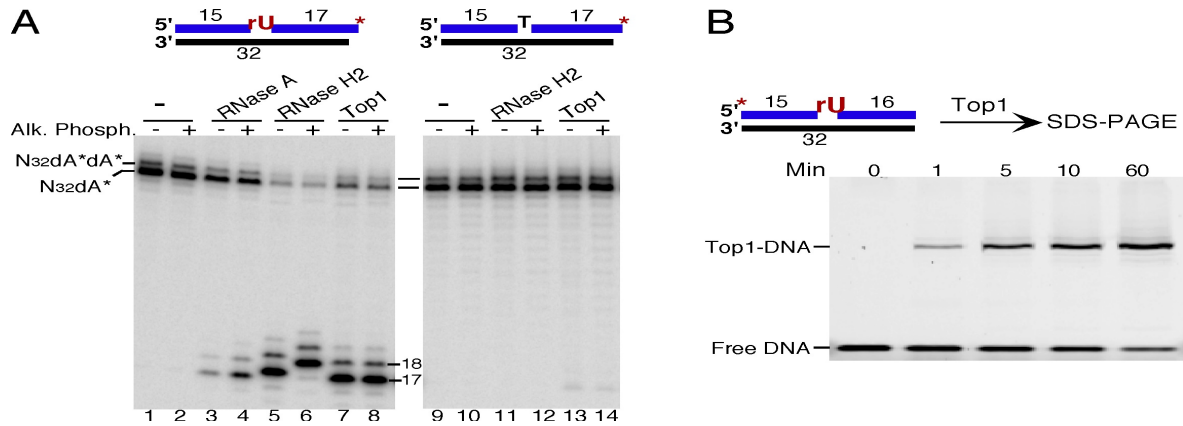 A
15 rU 17 *
5'
3'
32
15 T 17 *
5'
3'
32
– RNase A RNase H2 Top1
– RNase H2 Top1
Alk. Phosph. - + - + - + - + - + - + - +
N32dA*dA*
N32dA*
18
17
1 2 3 4 5 6 7 8 9 10 11 12 13 14
B
* 15 rU 16
5'
3'
32
Top1
SDS-PAGE
Min 0 1 5 10 60
Top1-DNA
Free DNA